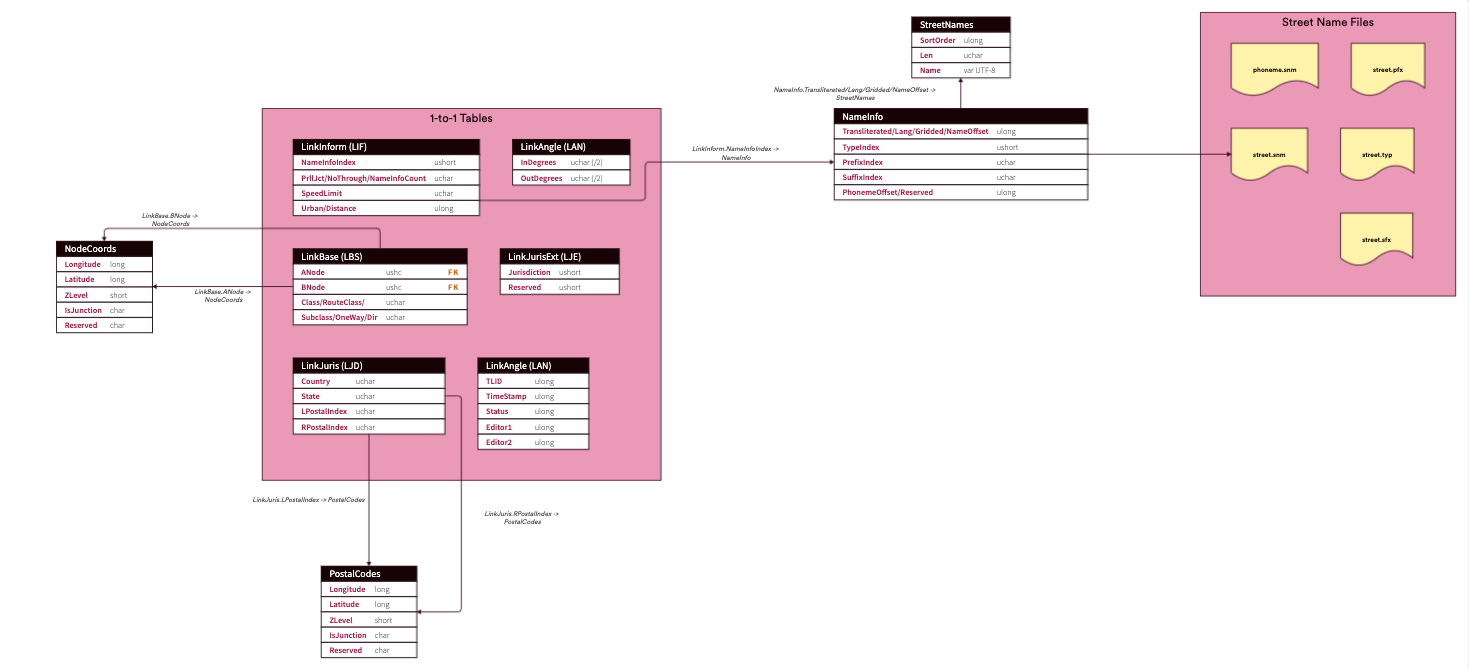 StreetNames
SortOrder ulong
Len uchar
Name var UTF-8
NameInfo.Transliterated/Lang/Gridded/NameOffset ->
StreetNames
Street Name Files
phoneme.snm
street.pfx
street.snm
street.typ
street.sfx
NameInfo
Transliterated/Lang/Gridded/NameOffset ulong
TypeIndex ushort
PrefixIndex uchar
SuffixIndex uchar
PhonemeOffset/Reserved ulong
LinkInform.NameInfoIndex ->
NameInfo
1-to-1 Tables
LinkInform (LIF)
NameInfoIndex ushort
PrllJct/NoThrough/NameInfoCount uchar
SpeedLimit uchar
Urban/Distance ulong
LinkAngle (LAN)
InDegrees uchar (/2)
OutDegrees uchar (/2)
LinkBase.BNode ->
NodeCoords
NodeCoords
Longitude long
Latitude long
ZLevel short
IsJunction char
Reserved char
LinkBase.ANode ->
NodeCoords
LinkBase (LBS)
ANode ushc FK
BNode ushc FK
Class/RouteClass/ uchar
Subclass/OneWay/Dir uchar
LinkJurisExt (LJE)
Jurisdiction ushort
Reserved ushort
LinkJuris (LJD)
Country uchar
State uchar
LPostalIndex uchar
RPostalIndex uchar
LinkAngle (LAN)
TLID ulong
TimeStamp ulong
Status ulong
Editor1 ulong
Editor2 ulong
LinkJuris.LPostalIndex -> PostalCodes
LinkJuris.RPostalIndex ->
PostalCodes
PostalCodes
Longitude long
Latitude long
ZLevel short
IsJunction char
Reserved char